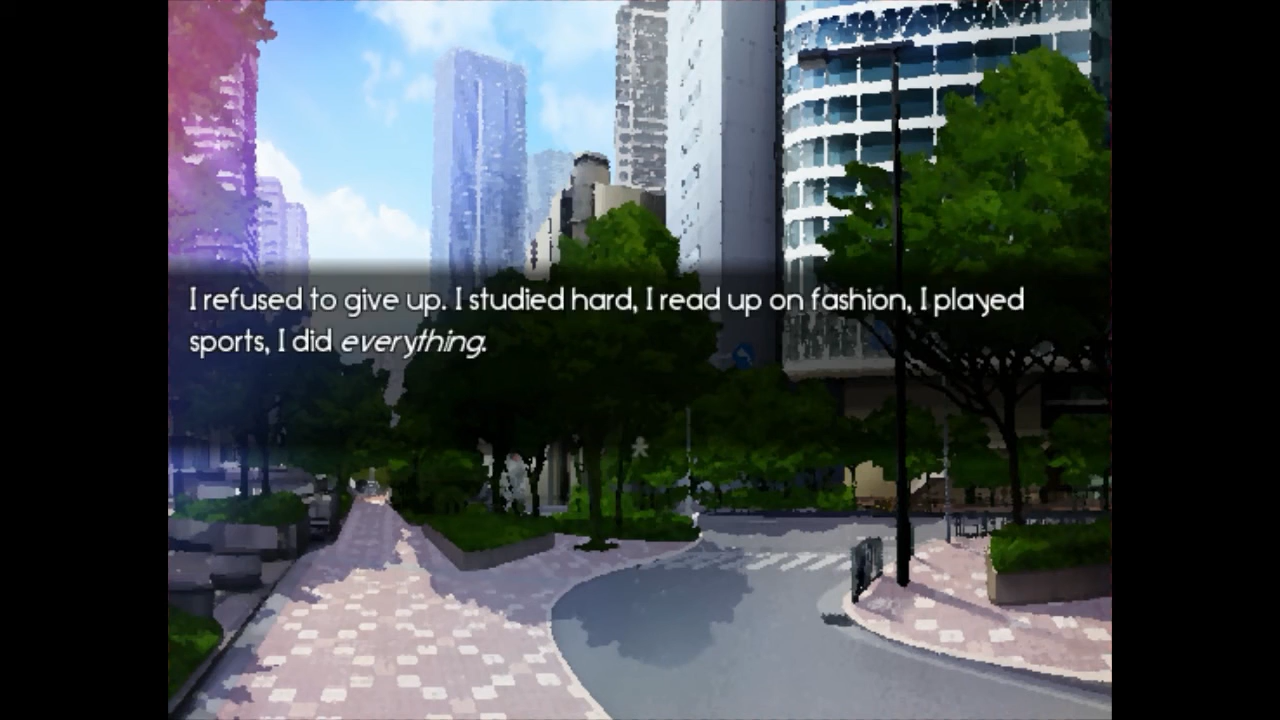 I refused to give up. I studied hard, I read up on fashion, I played
sports, I did everything.